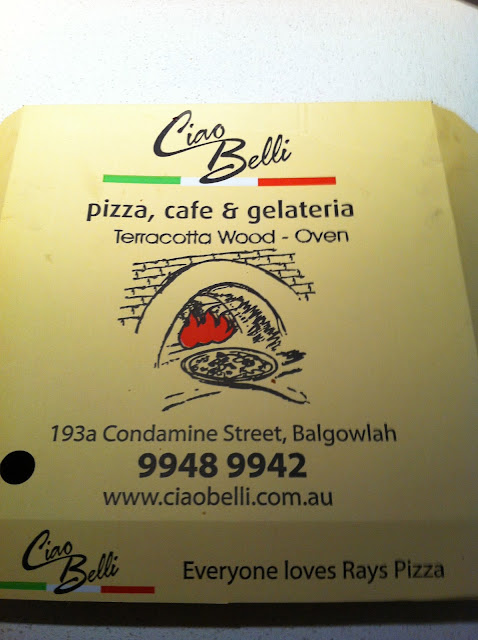 Ciao
Belli
pizza, cafe & gelateria
Terracotta Wood - Oven
193a Condamine Street, Balgowlah
9948 9942
www.ciaobelli.com.au
Ciao
Belli
Everyone loves Rays Pizza